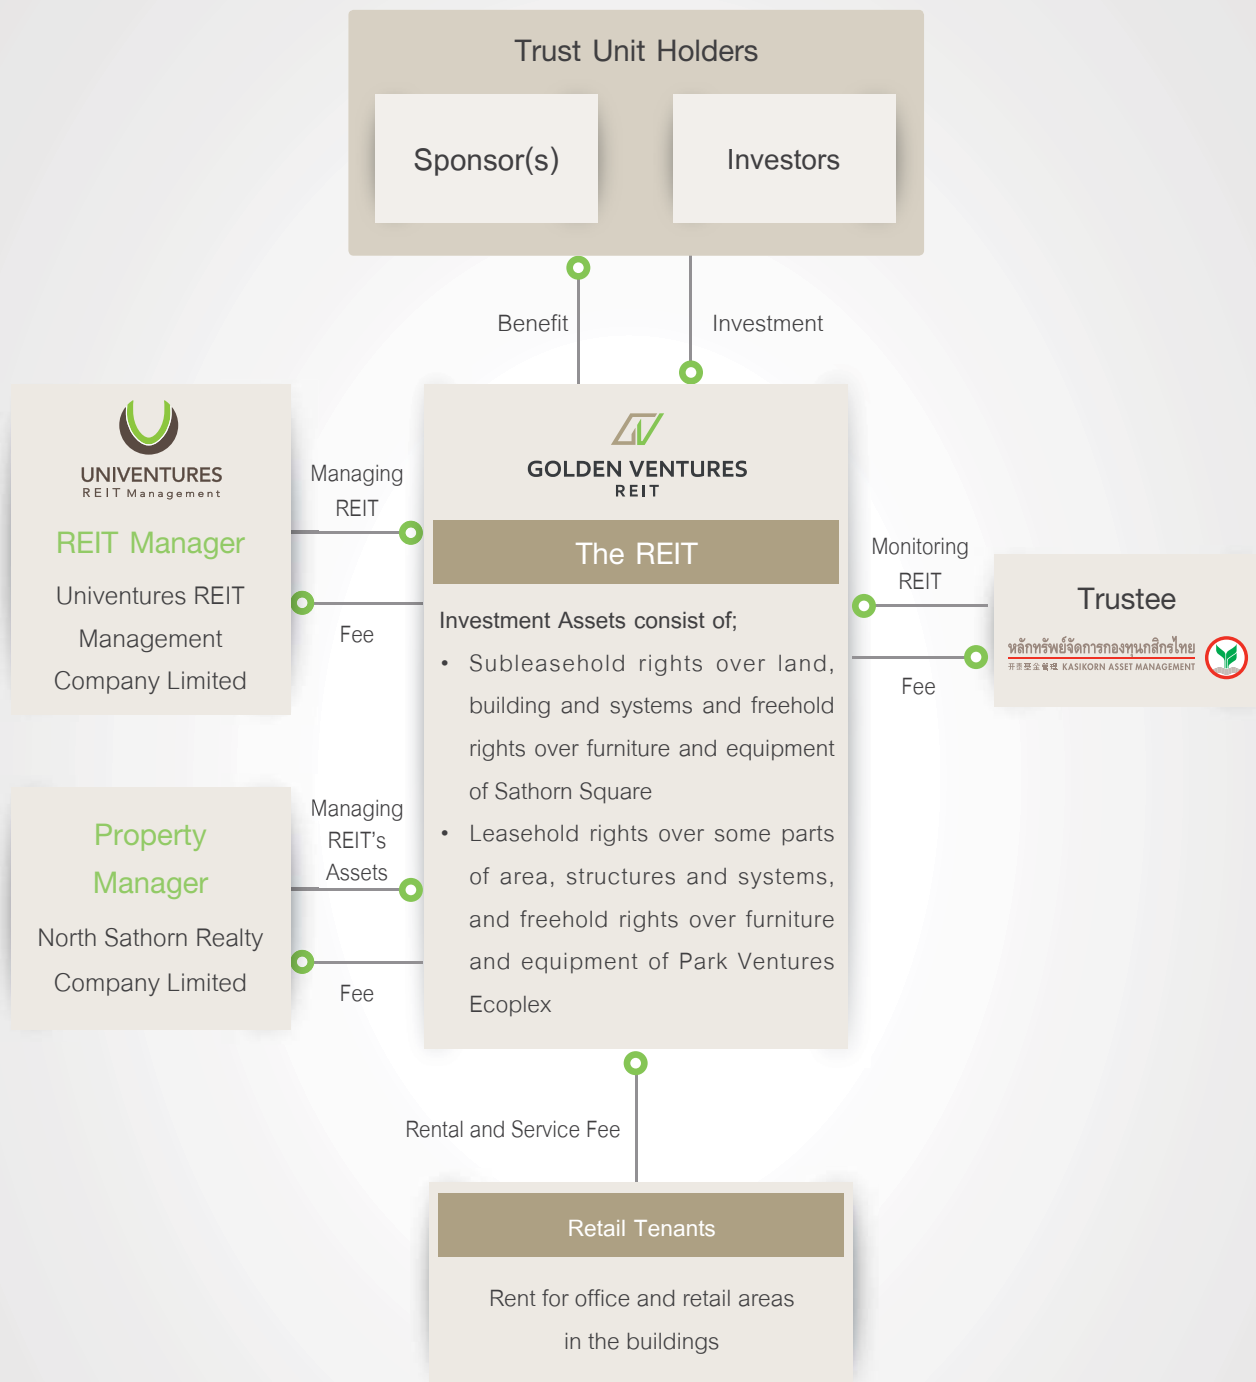 Trust Unit Holders
Sponsor(s)
Investors
Benefit
Investment
UNIVENTURES
REIT Management
REIT Manager
Univentures REIT
Management
Company Limited
Managing
REIT
Fee
GOLDEN VENTURES
REIT
The REIT
Investment Assets consist of;
• Subleasehold rights over land,
building and systems and freehold
rights over furniture and equipment
of Sathorn Square
• Leasehold rights over some parts
of area, structures and systems,
and freehold rights over furniture
and equipment of Park Ventures
Ecoplex
Monitoring
REIT
Fee
Trustee
หลักทรัพย์จัดการกองทุนกสิกรไทย
开泰基金管理 KASIKORN ASSET MANAGEMENT
Property
Manager
North Sathorn Realty
Company Limited
Managing
REIT's
Assets
Fee
Rental and Service Fee
Retail Tenants
Rent for office and retail areas
in the buildings